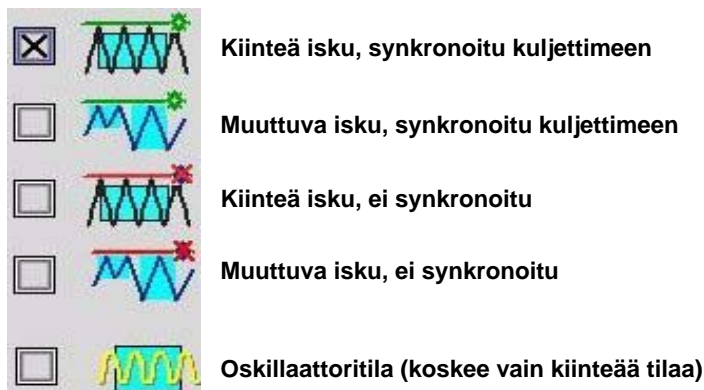 Kiinteä isku, synkronoitu kuljettimeen
Muuttuva isku, synkronoitu kuljettimeen
Kiinteä isku, ei synkronoitu
Muuttuva isku, ei synkronoitu
Oskillaattoritila (koskee vain kiinteää tilaa)